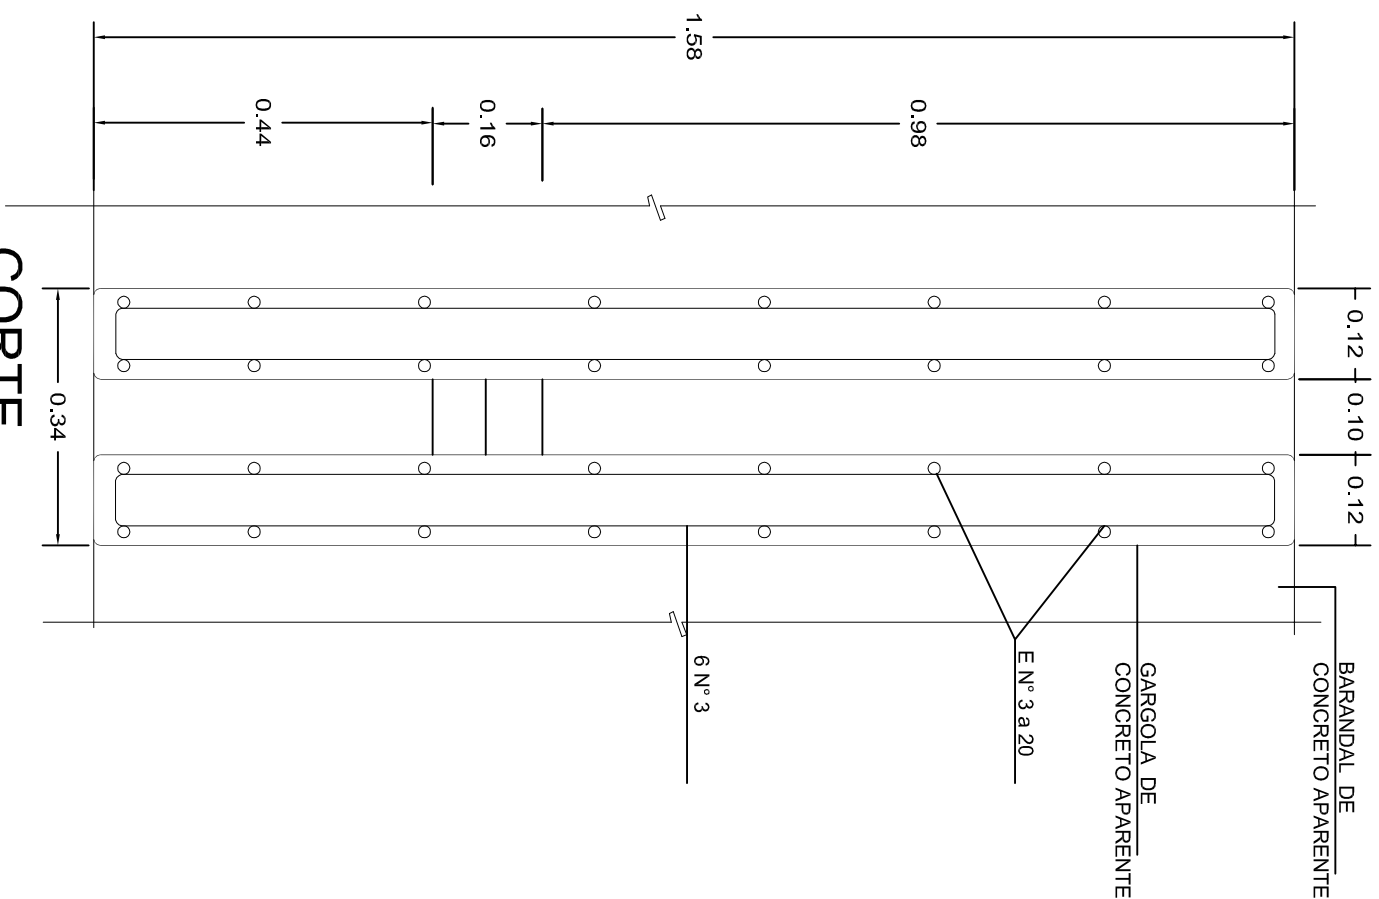 1.58
0.44
0.16
0.98
0.12
0.10
0.12
0.34
BARANDAL DE
CONCRETO APARENTE
GARGOLA DE
CONCRETO APARENTE
E N° 3 a 20
6 N° 3
CORTE